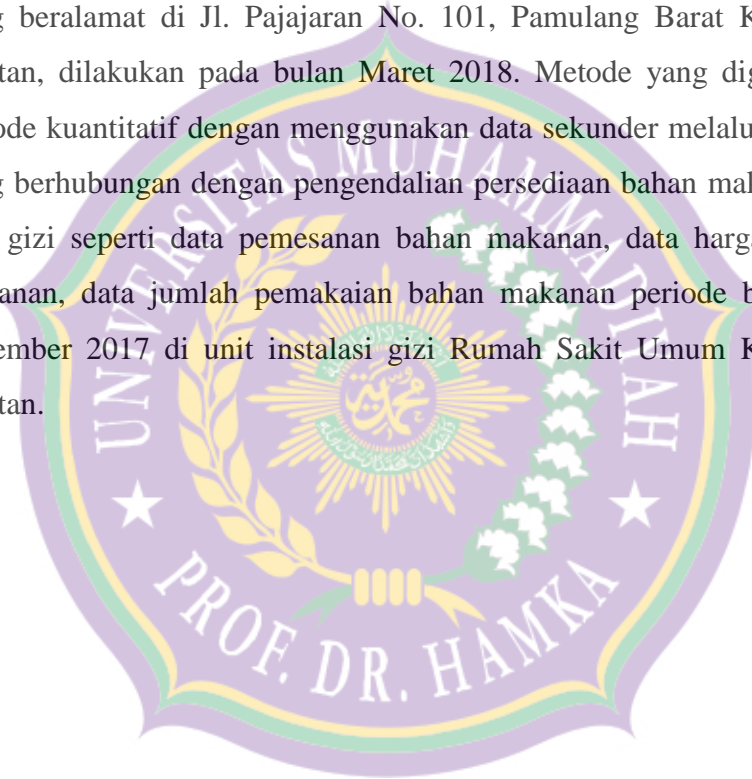 g beralamat di Jl. Pajajaran No. 101, Pamulang Barat K
tan, dilakukan pada bulan Maret 2018. Metode yang dig
ode kuantitatif dengan menggunakan data sekunder melalu
g berhubungan dengan pengendalian persediaan bahan mak
gizi seperti data pemesanan bahan makanan, data harga
anan, data jumlah pemakaian bahan makanan periode b
ember 2017 di unit instalasi gizi Rumah Sakit Umum K
tan.
UNIVERSITAS MUHAMMADIYAH
محمدية
PROF. DR. HAMKA